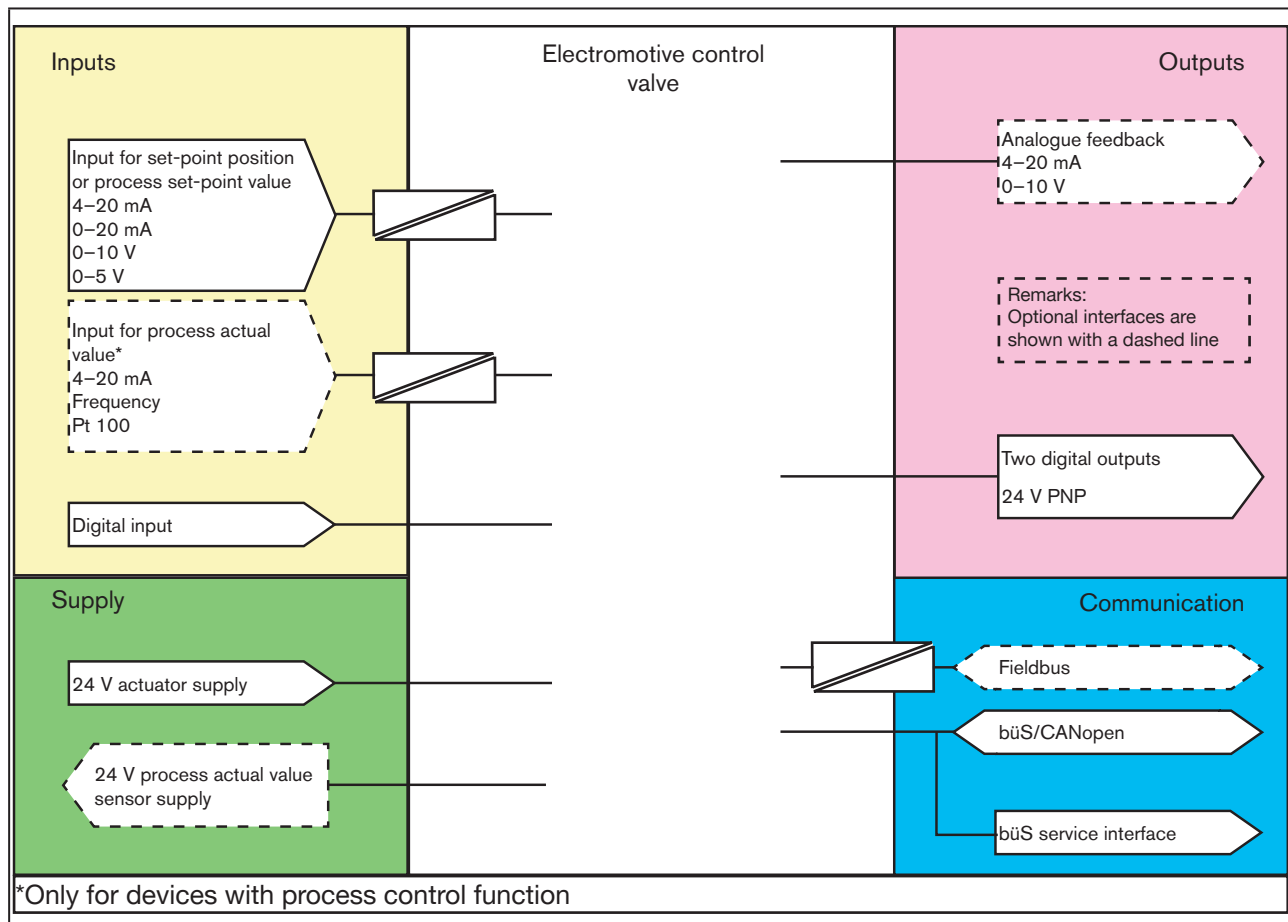 Inputs
Input for set-point position
or process set-point value
4–20 mA
0–20 mA
0–10 V
0–5 V
Input for process actual
value*
4–20 mA
Frequency
Pt 100
Digital input
Supply
24 V actuator supply
24 V process actual value
sensor supply
Electromotive control
valve
Outputs
Analogue feedback
4–20 mA
0–10 V
Remarks:
Optional interfaces are
shown with a dashed line
Two digital outputs
24 V PNP
Communication
Fieldbus
büS/CANopen
büS service interface
*Only for devices with process control function